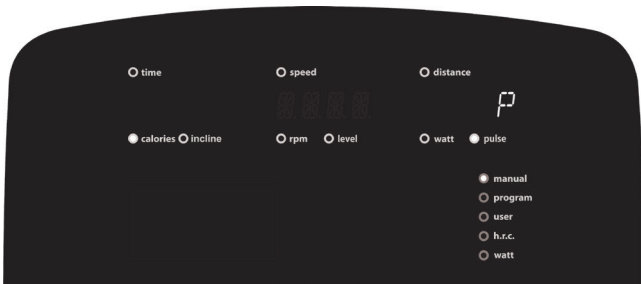 time speed distance
P
calories incline rpm level watt pulse
manual
program
user
h.r.c.
watt